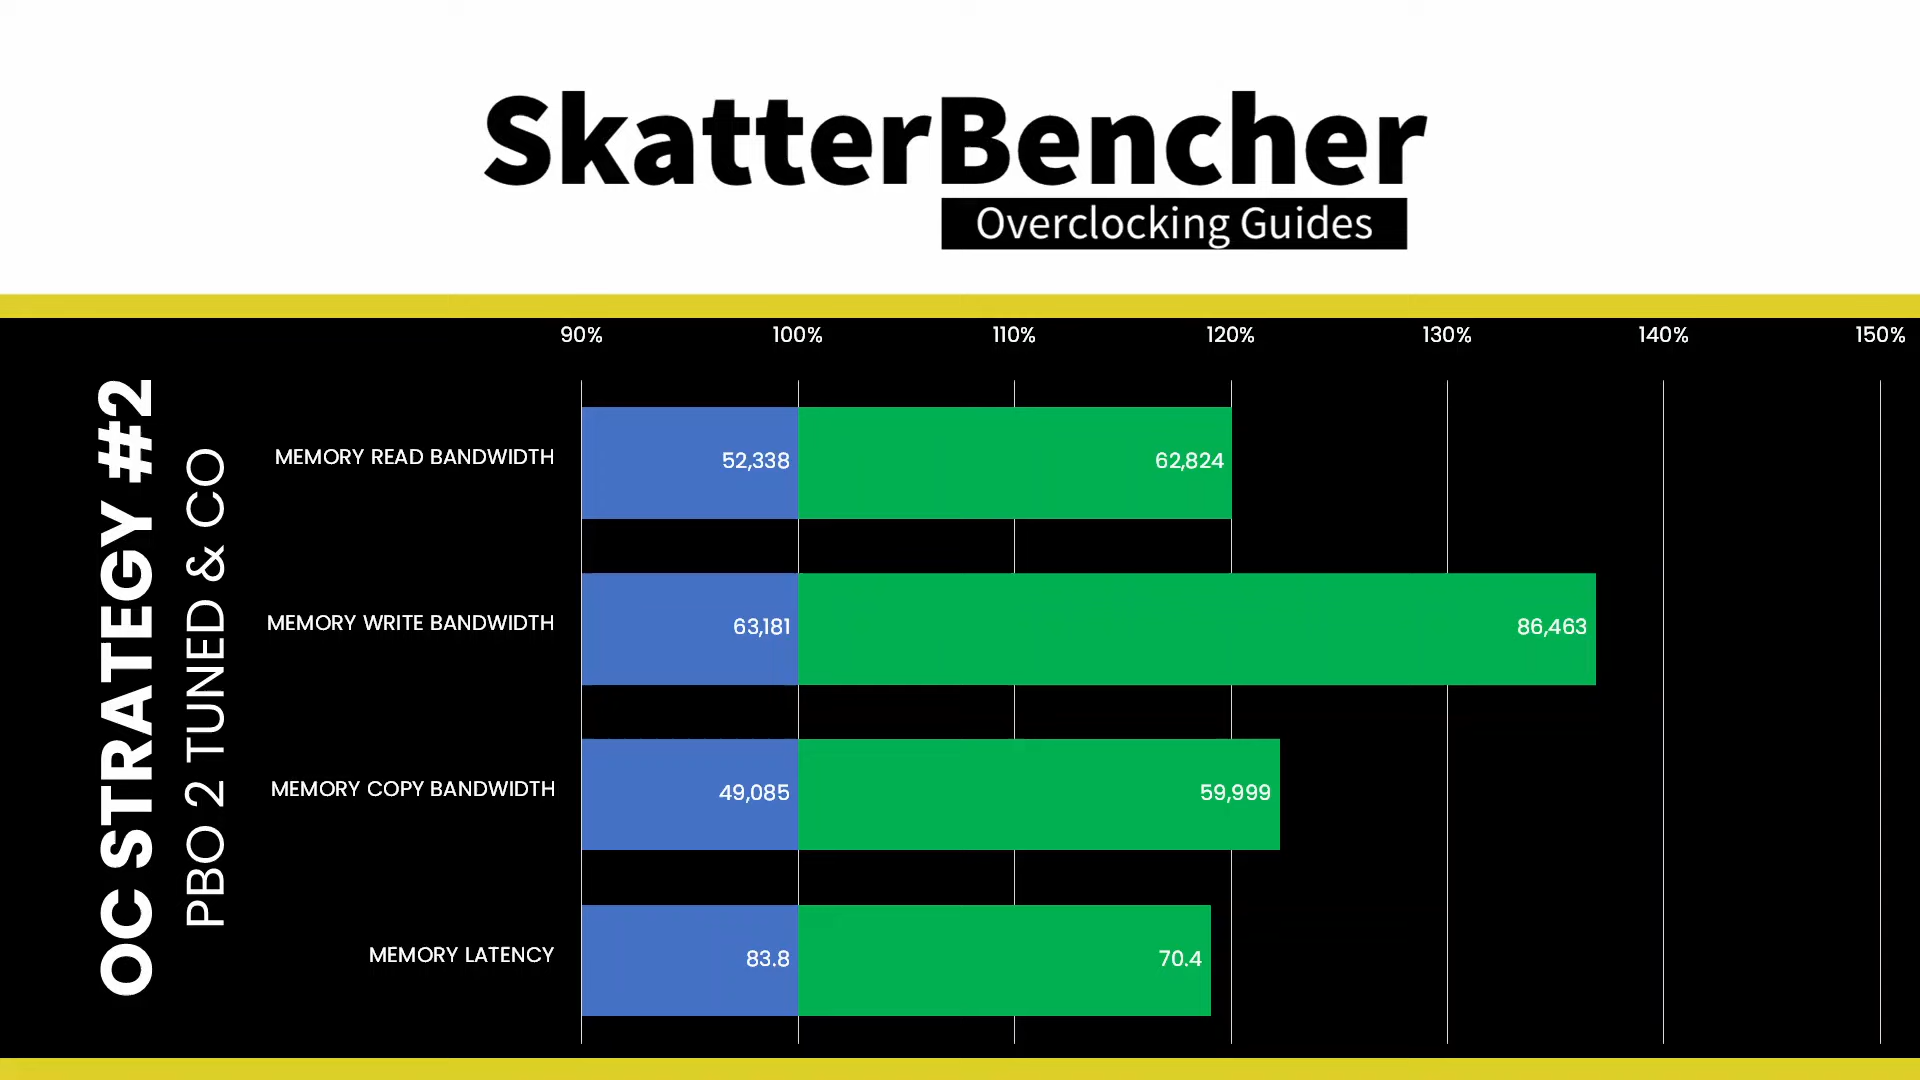 SkatterBencher
Overclocking Guides
90% 100% 110% 120% 130% 140% 150%
OC STRATEGY #2
PBO 2 TUNED & CO
MEMORY READ BANDWIDTH 52,338 62,824
MEMORY WRITE BANDWIDTH 63,181 86,463
MEMORY COPY BANDWIDTH 49,085 59,999
MEMORY LATENCY 83.8 70.4